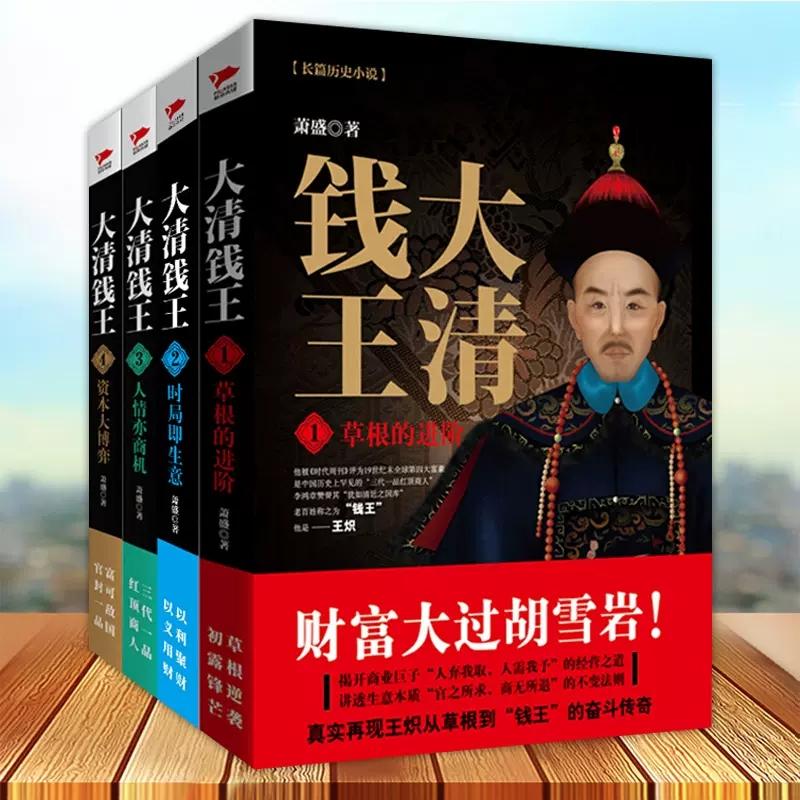 大清钱王
4
资本大博弈
萧盛 著
富可敌国
官封一品
大清钱王
3
人情亦商机
萧盛◎著
三代一品
红顶商人
大清钱王
2
时局即生意
萧盛◎著
以利聚财
以义用财
大清钱王
1
草根的进阶
萧盛◎著
草根逆袭
初露锋芒
【长篇历史小说】
萧盛◎著
大清
钱王
1 草根的进阶
他被《时代周刊》评为19世纪末全球第四大富豪
是中国历史上罕见的“三代一品红顶商人”
李鸿章赞誉其“犹如清廷之国库”
老百姓称之为“钱王”
他是——王炽
财富大过胡雪岩！
揭开商业巨子“人弃我取、人需我予”的经营之道
讲透生意本质“官之所求，商无所退”的不变法则
真实再现王炽从草根到“钱王”的奋斗传奇